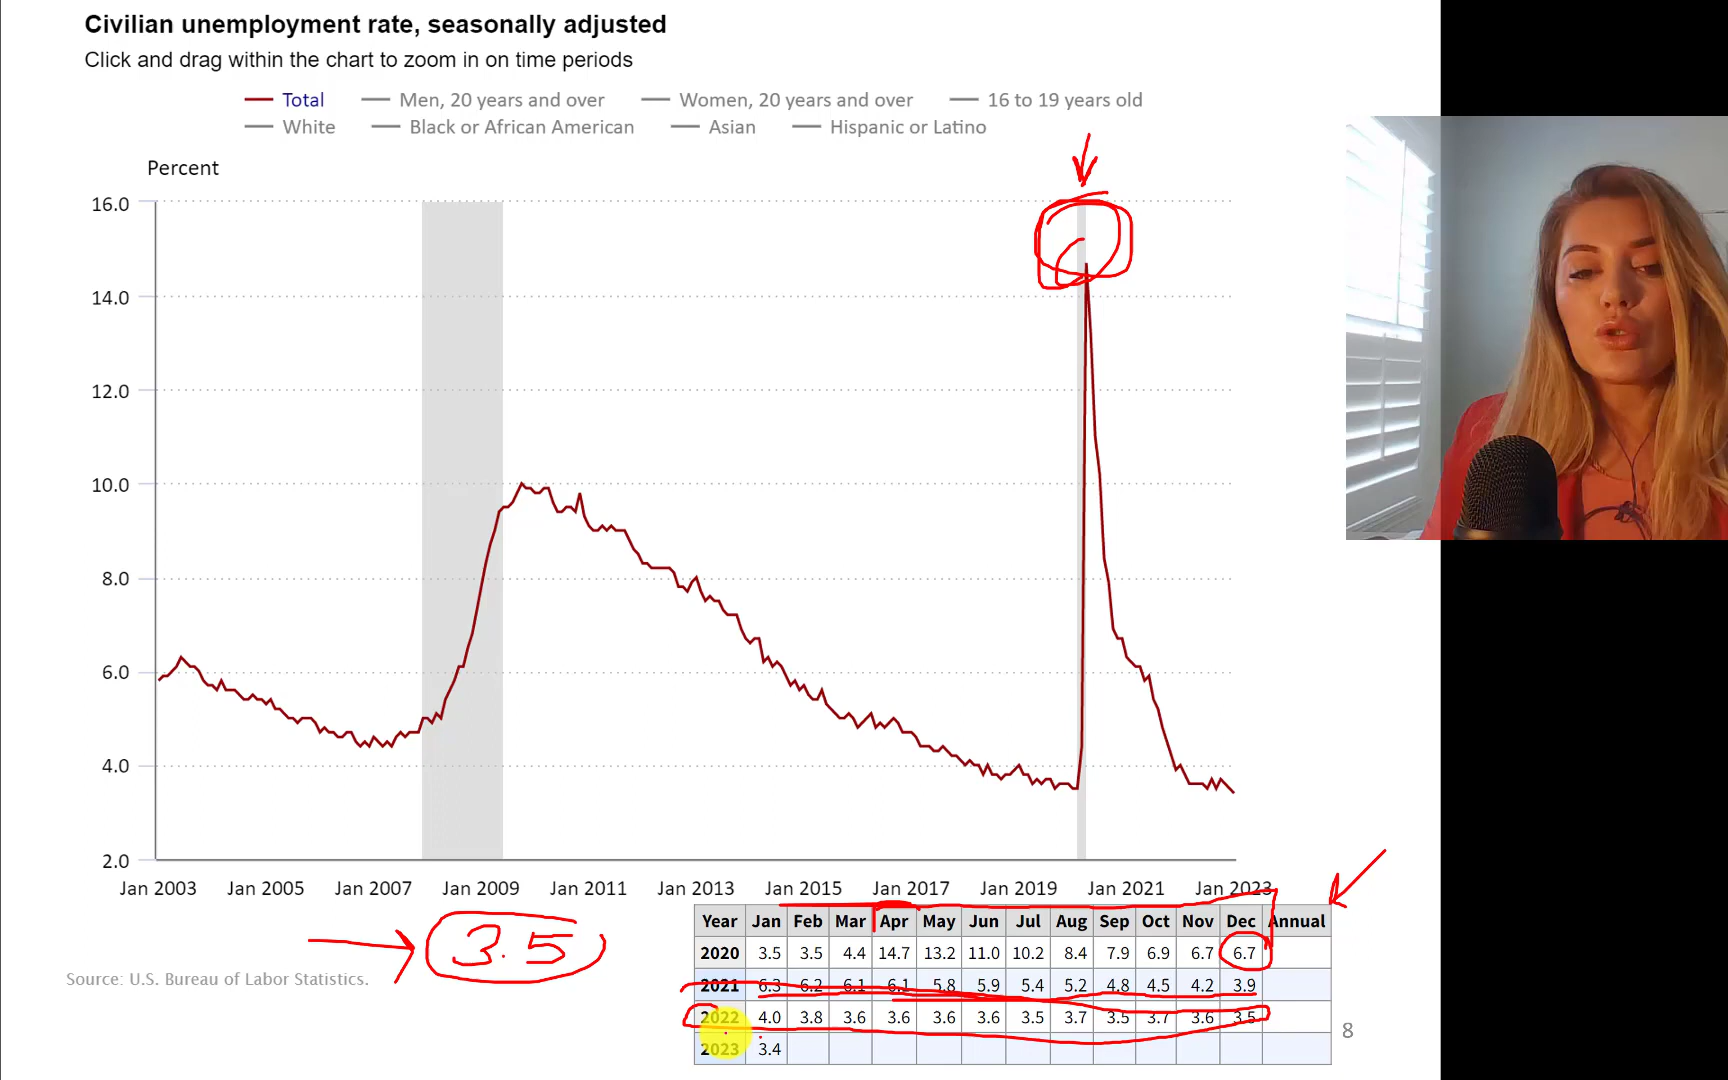 Civilian unemployment rate, seasonally adjusted
Click and drag within the chart to zoom in on time periods
Total Men, 20 years and over Women, 20 years and over 16 to 19 years old
White Black or African American Asian Hispanic or Latino
Percent
16.0
14.0
12.0
10.0
8.0
6.0
4.0
2.0
Jan 2003 Jan 2005 Jan 2007 Jan 2009 Jan 2011 Jan 2013 Jan 2015 Jan 2017 Jan 2019 Jan 2021 Jan 2023
3.5
Source: U.S. Bureau of Labor Statistics.
Year Jan Feb Mar Apr May Jun Jul Aug Sep Oct Nov Dec Annual
2020 3.5 3.5 4.4 14.7 13.2 11.0 10.2 8.4 7.9 6.9 6.7 6.7
2021 6.3 6.2 6.1 6.1 5.8 5.9 5.4 5.2 4.8 4.5 4.2 3.9
2022 4.0 3.8 3.6 3.6 3.6 3.6 3.5 3.7 3.5 3.7 3.6 3.5
2023 3.4
8